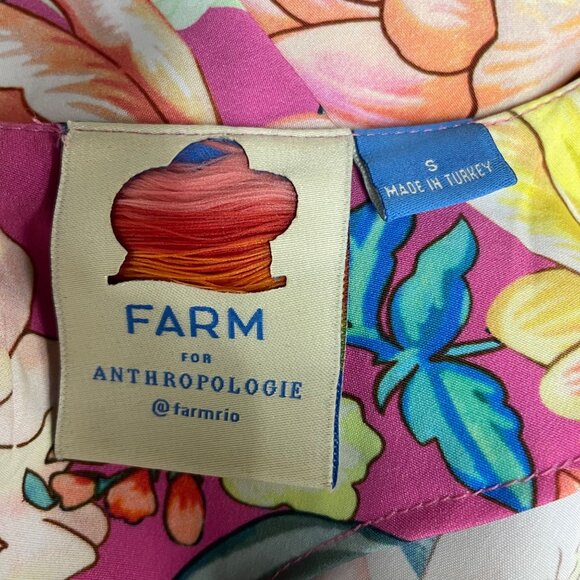 FARM
FOR
ANTHROPOLOGIE
@farmrio
S
MADE IN TURKEY